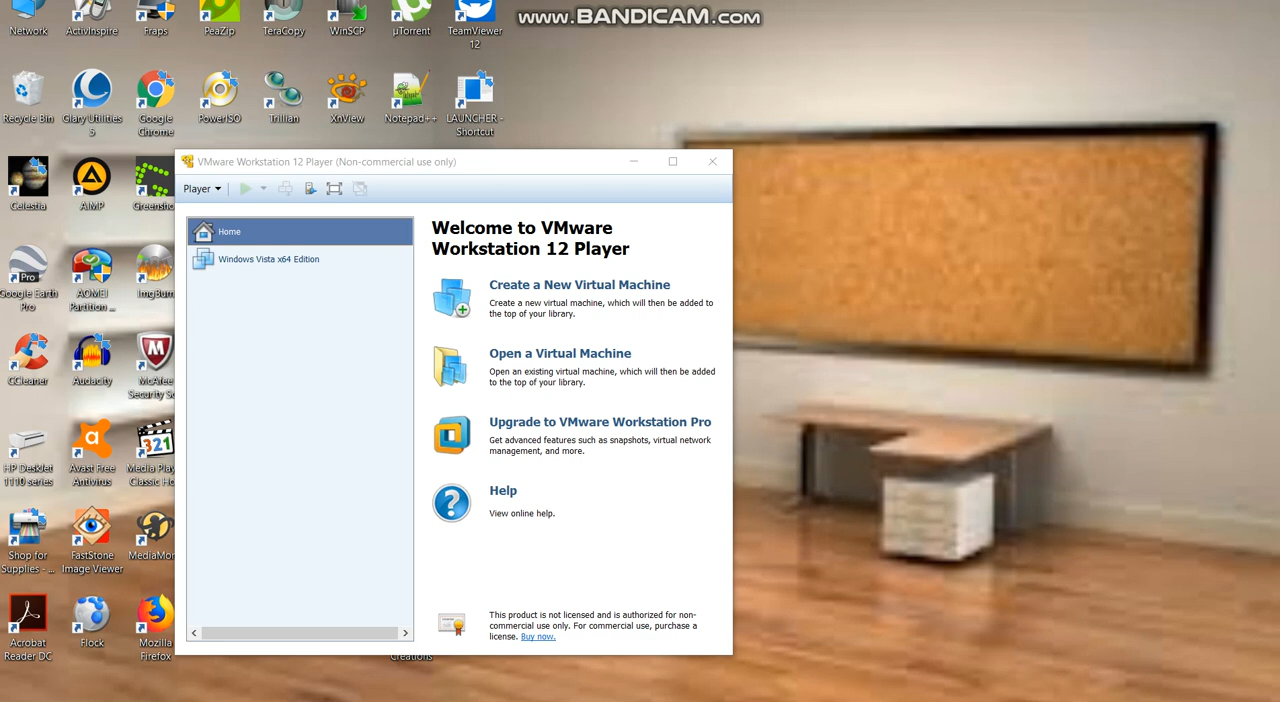 www.BANDICAM.com
Network
ActivInspire
Fraps
PeaZip
TeraCopy
WinSCP
µTorrent
TeamViewer
12
Recycle Bin
Glary Utilities
5
Google
Chrome
PowerISO
Trillian
XnView
Notepad++
LAUNCHER -
Shortcut
Celestia
AIMP
Greensho
Pro
Google Earth
Pro
AOMEI
Partition ...
ImgBurn
CCleaner
Audacity
McAfee
Security Sc
HP DeskJet
1110 series
Avast Free
Antivirus
321
Media Play
Classic Ho
Shop for
Supplies - ...
FastStone
Image Viewer
MediaMon
Acrobat
Reader DC
Flock
Mozilla
Firefox
Creations
VMware Workstation 12 Player (Non-commercial use only)
Player
Home
Windows Vista x64 Edition
Welcome to VMware
Workstation 12 Player
Create a New Virtual Machine
Create a new virtual machine, which will then be added to
the top of your library.
Open a Virtual Machine
Open an existing virtual machine, which will then be added
to the top of your library.
Upgrade to VMware Workstation Pro
Get advanced features such as snapshots, virtual network
management, and more.
Help
View online help.
This product is not licensed and is authorized for non-
commercial use only. For commercial use, purchase a
license. Buy now.